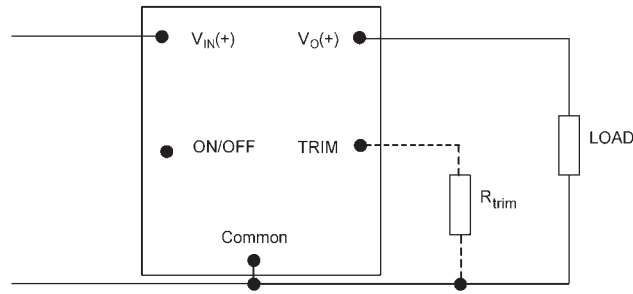 V_IN(+)
V_O(+)
ON/OFF
TRIM
LOAD
R_trim
Common